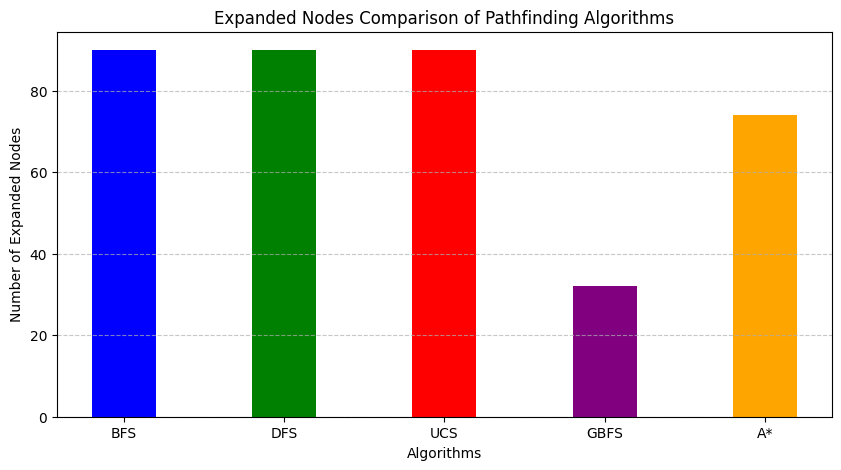 Expanded Nodes Comparison of Pathfinding Algorithms
Number of Expanded Nodes
80
60
40
20
0
BFS DFS UCS GBFS A*
Algorithms